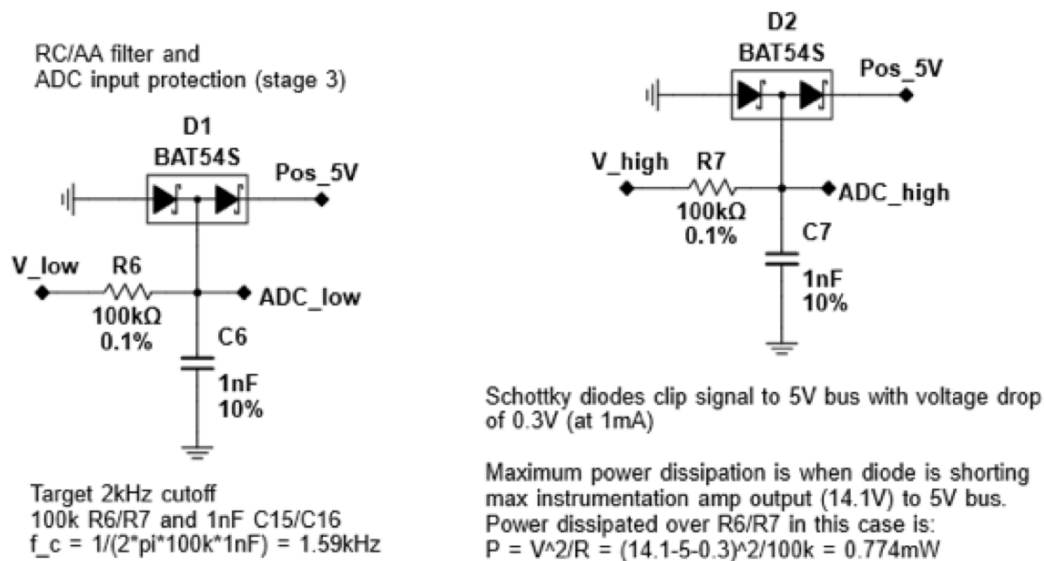 RC/AA filter and
ADC input protection (stage 3)
D1
BAT54S
Pos_5V
V_low
R6
100kΩ
0.1%
ADC_low
C6
1nF
10%
Target 2kHz cutoff
100k R6/R7 and 1nF C15/C16
f_c = 1/(2*pi*100k*1nF) = 1.59kHz
D2
BAT54S
Pos_5V
V_high
R7
100kΩ
0.1%
ADC_high
C7
1nF
10%
Schottky diodes clip signal to 5V bus with voltage drop
of 0.3V (at 1mA)
Maximum power dissipation is when diode is shorting
max instrumentation amp output (14.1V) to 5V bus.
Power dissipated over R6/R7 in this case is:
P = V^2/R = (14.1-5-0.3)^2/100k = 0.774mW